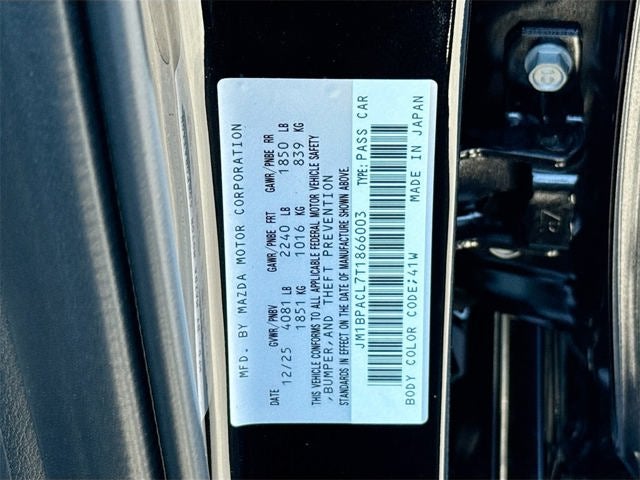 MFD. BY MAZDA MOTOR CORPORATION
DATE GVWR/PNBV GAWR/PNBE FRT GAWR/PNBE RR
12/25 4081 LB 2240 LB 1850 LB
1851 KG 1016 KG 839 KG
THIS VEHICLE CONFORMS TO ALL APPLICABLE FEDERAL MOTOR VEHICLE SAFETY
,BUMPER,AND THEFT PREVENTION
STANDARDS IN EFFECT ON THE DATE OF MANUFACTURE SHOWN ABOVE.
JM1BPACL7T1866003 TYPE: PASS CAR
BODY COLOR CODE;41W MADE IN JAPAN